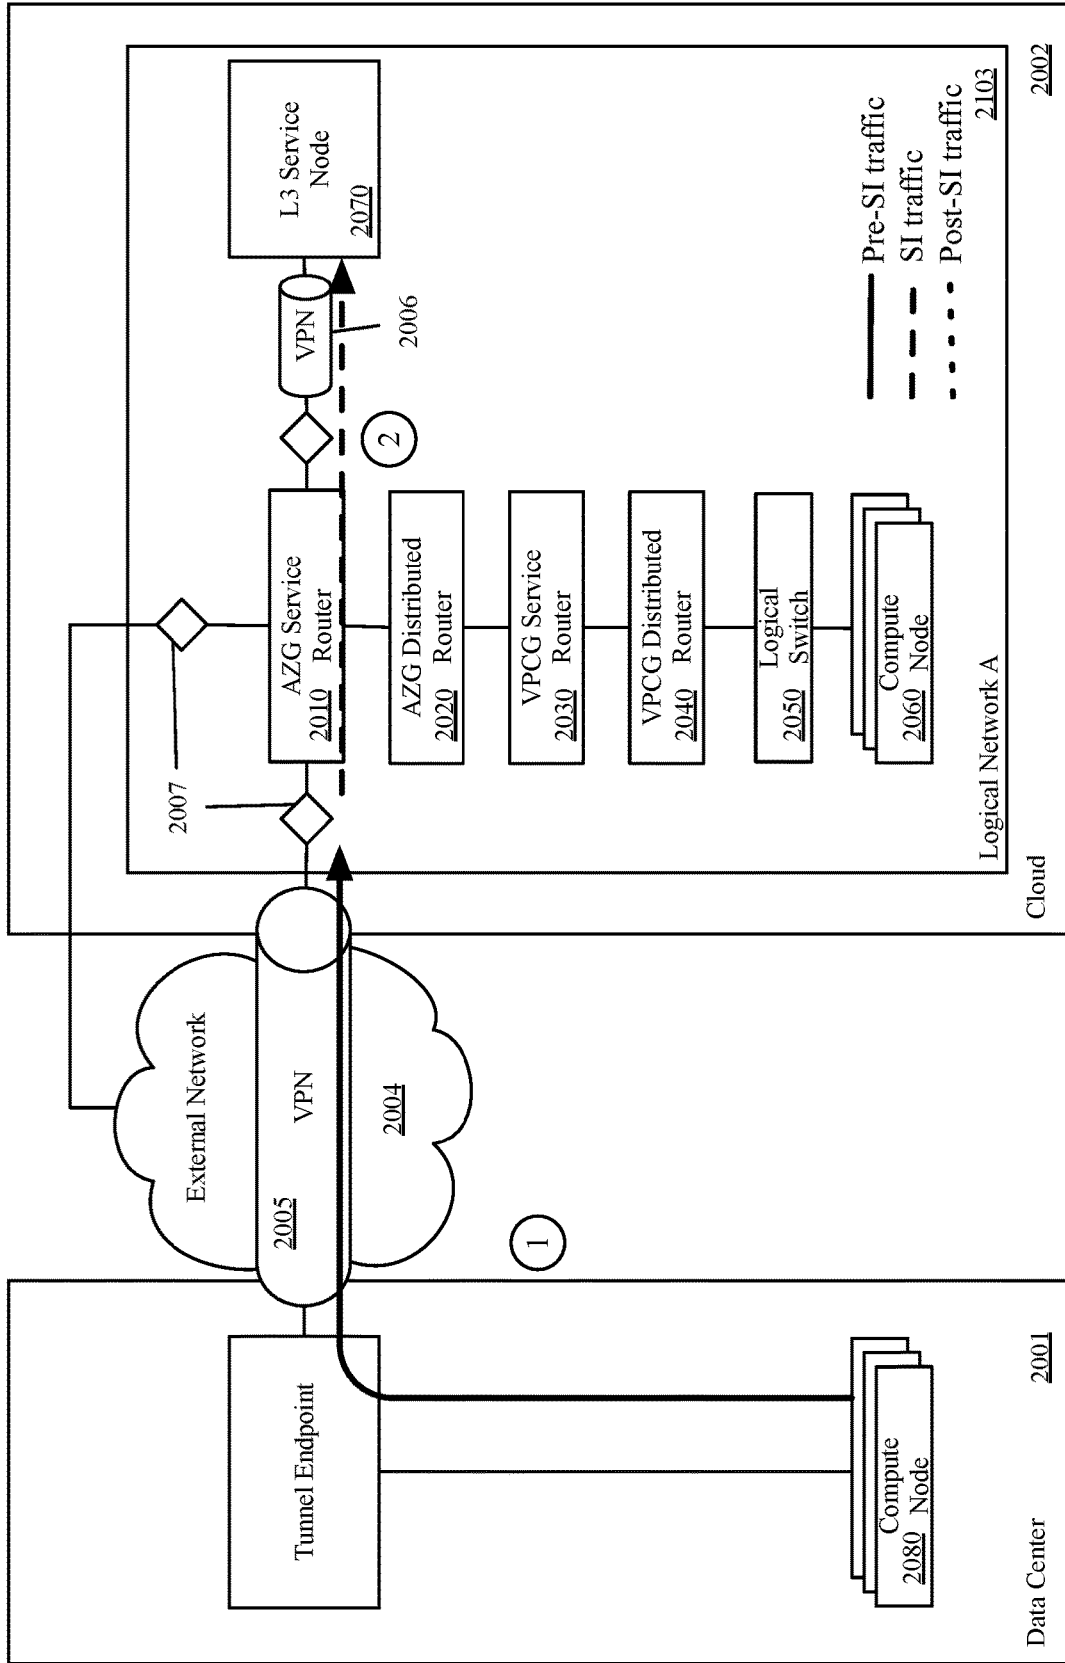 Data Center
2001
Tunnel Endpoint
Compute
Node
2080
1
External Network
VPN
2005
2004
Cloud
2002
Logical Network A
2103
2007
AZG Service
Router
2010
AZG Distributed
Router
2020
VPCG Service
Router
2030
VPCG Distributed
Router
2040
Logical
Switch
2050
Compute
Node
2060
2
VPN
2006
L3 Service
Node
2070
Pre-SI traffic
SI traffic
Post-SI traffic